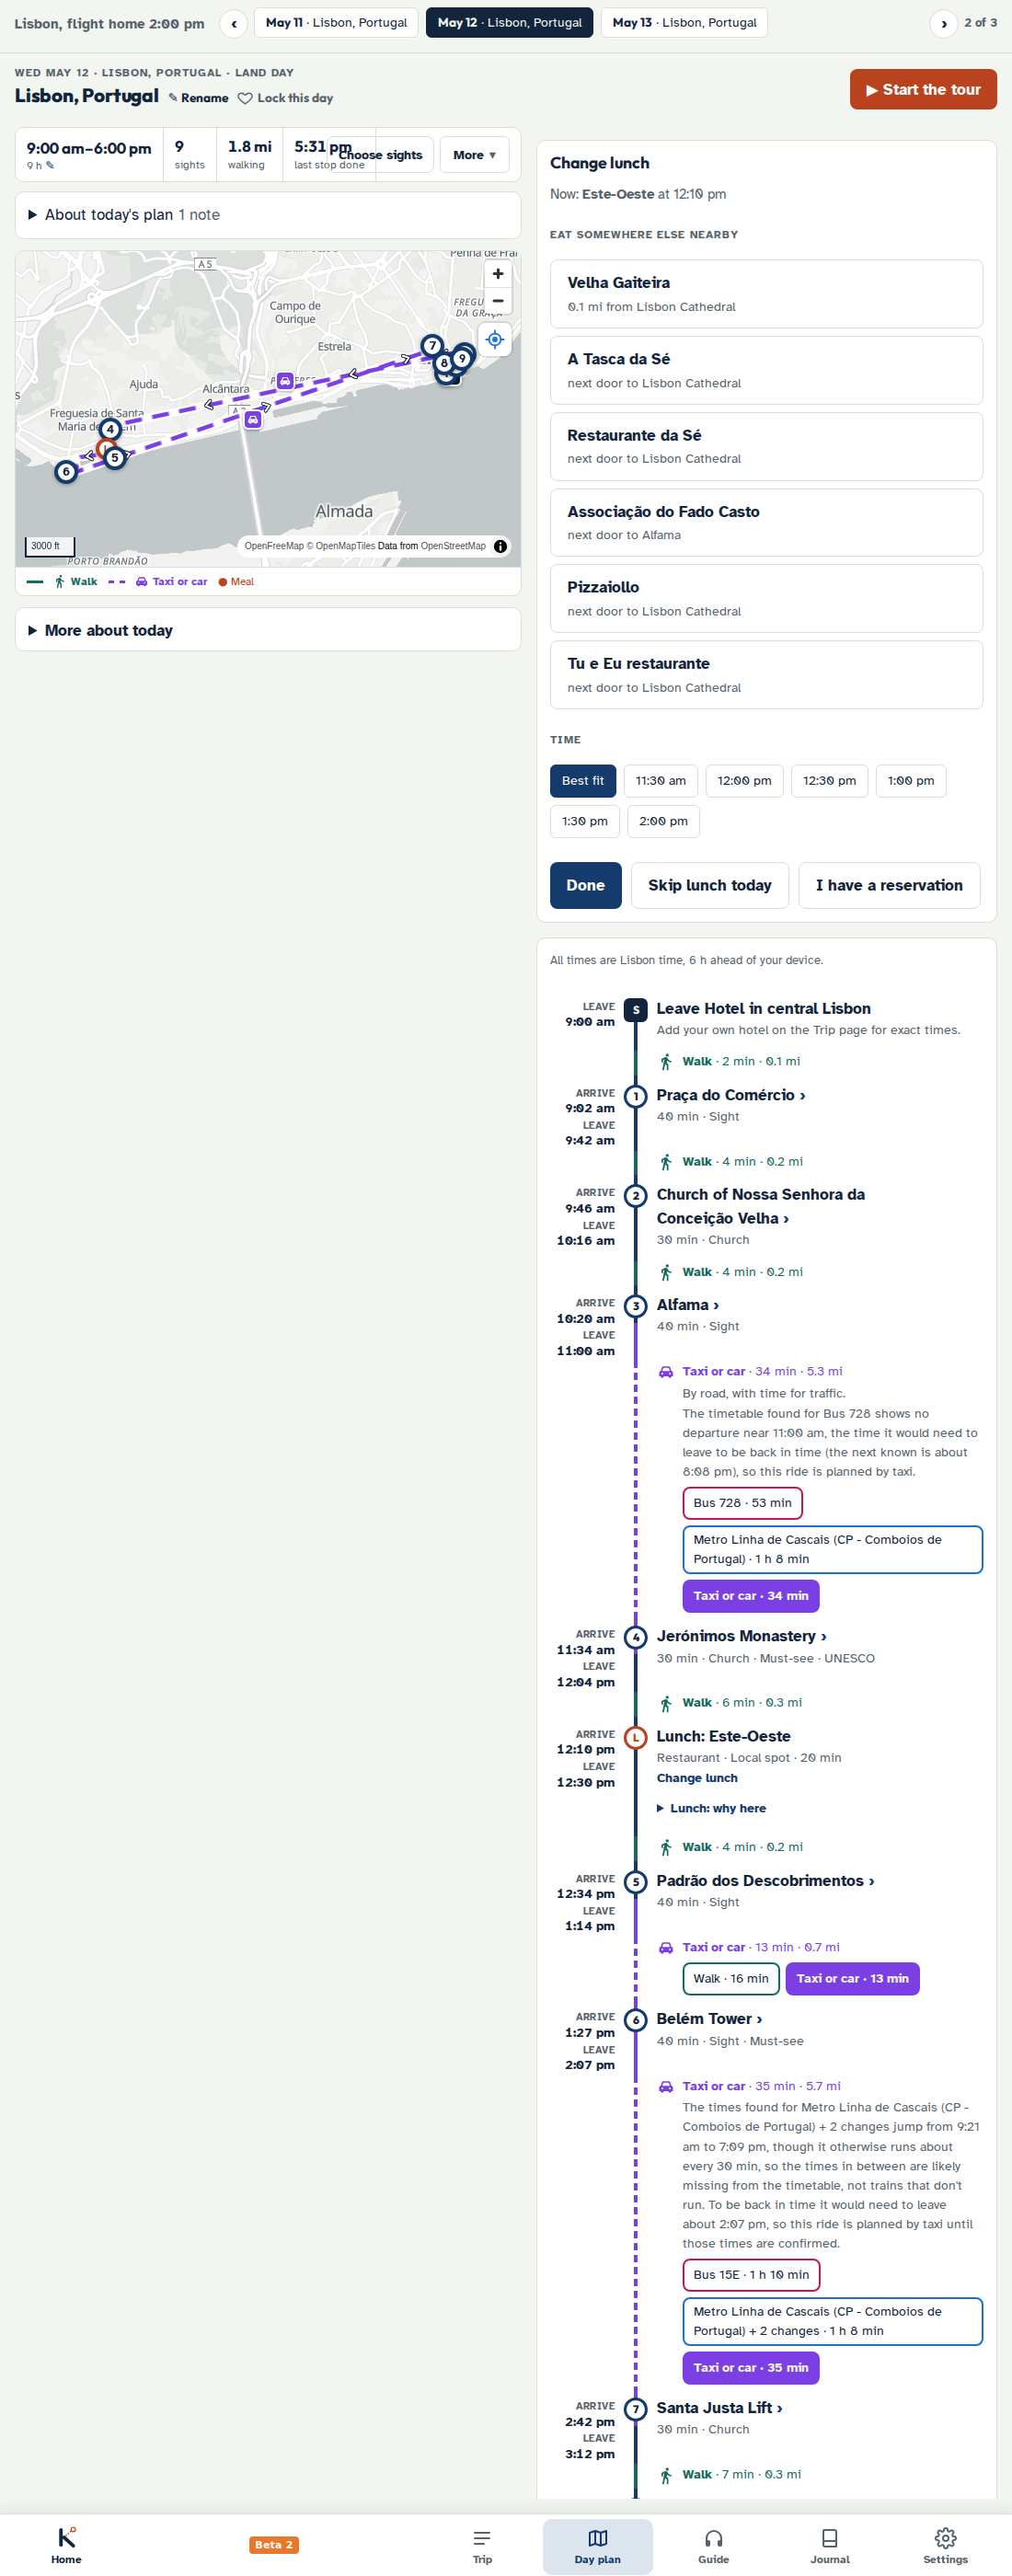 Lisbon, flight home 2:00 pm
‹
May 11 · Lisbon, Portugal
May 12 · Lisbon, Portugal
May 13 · Lisbon, Portugal
›
2 of 3
WED MAY 12 · LISBON, PORTUGAL · LAND DAY
Lisbon, Portugal ✎ Rename Lock this day
▶ Start the tour
9:00 am–6:00 pm
9 h ✎
9
sights
1.8 mi
walking
5:31 pm
last stop done
Choose sights
More ▾
▶ About today's plan 1 note
A 5
Penha de Fra
Campo de
Ourique
FREGU
DA GRAÇA
Estrela
Ajuda
Alcântara
Freguesia de Santa
Maria de
Almada
PORTO BRANDÃO
7
8
9
4
5
6
+
−
3000 ft
OpenFreeMap © OpenMapTiles Data from OpenStreetMap
Walk
Taxi or car
Meal
▶ More about today
Change lunch
Now: Este-Oeste at 12:10 pm
EAT SOMEWHERE ELSE NEARBY
Velha Gaiteira
0.1 mi from Lisbon Cathedral
A Tasca da Sé
next door to Lisbon Cathedral
Restaurante da Sé
next door to Lisbon Cathedral
Associação do Fado Casto
next door to Alfama
Pizzaiollo
next door to Lisbon Cathedral
Tu e Eu restaurante
next door to Lisbon Cathedral
TIME
Best fit
11:30 am
12:00 pm
12:30 pm
1:00 pm
1:30 pm
2:00 pm
Done
Skip lunch today
I have a reservation
All times are Lisbon time, 6 h ahead of your device.
LEAVE
9:00 am
S
Leave Hotel in central Lisbon
Add your own hotel on the Trip page for exact times.
Walk · 2 min · 0.1 mi
ARRIVE
9:02 am
LEAVE
9:42 am
1
Praça do Comércio ›
40 min · Sight
Walk · 4 min · 0.2 mi
ARRIVE
9:46 am
LEAVE
10:16 am
2
Church of Nossa Senhora da
Conceição Velha ›
30 min · Church
Walk · 4 min · 0.2 mi
ARRIVE
10:20 am
LEAVE
11:00 am
3
Alfama ›
40 min · Sight
Taxi or car · 34 min · 5.3 mi
By road, with time for traffic.
The timetable found for Bus 728 shows no
departure near 11:00 am, the time it would need to
leave to be back in time (the next known is about
8:08 pm), so this ride is planned by taxi.
Bus 728 · 53 min
Metro Linha de Cascais (CP - Comboios de
Portugal) · 1 h 8 min
Taxi or car · 34 min
ARRIVE
11:34 am
LEAVE
12:04 pm
4
Jerónimos Monastery ›
30 min · Church · Must-see · UNESCO
Walk · 6 min · 0.3 mi
ARRIVE
12:10 pm
LEAVE
12:30 pm
L
Lunch: Este-Oeste
Restaurant · Local spot · 20 min
Change lunch
▶ Lunch: why here
Walk · 4 min · 0.2 mi
ARRIVE
12:34 pm
LEAVE
1:14 pm
5
Padrão dos Descobrimentos ›
40 min · Sight
Taxi or car · 13 min · 0.7 mi
Walk · 16 min
Taxi or car · 13 min
ARRIVE
1:27 pm
LEAVE
2:07 pm
6
Belém Tower ›
40 min · Sight · Must-see
Taxi or car · 35 min · 5.7 mi
The times found for Metro Linha de Cascais (CP -
Comboios de Portugal) + 2 changes jump from 9:21
am to 7:09 pm, though it otherwise runs about
every 30 min, so the times in between are likely
missing from the timetable, not trains that don't
run. To be back in time it would need to leave
about 2:07 pm, so this ride is planned by taxi until
those times are confirmed.
Bus 15E · 1 h 10 min
Metro Linha de Cascais (CP - Comboios de
Portugal) + 2 changes · 1 h 8 min
Taxi or car · 35 min
ARRIVE
2:42 pm
LEAVE
3:12 pm
7
Santa Justa Lift ›
30 min · Church
Walk · 7 min · 0.3 mi
Home
Beta 2
Trip
Day plan
Guide
Journal
Settings